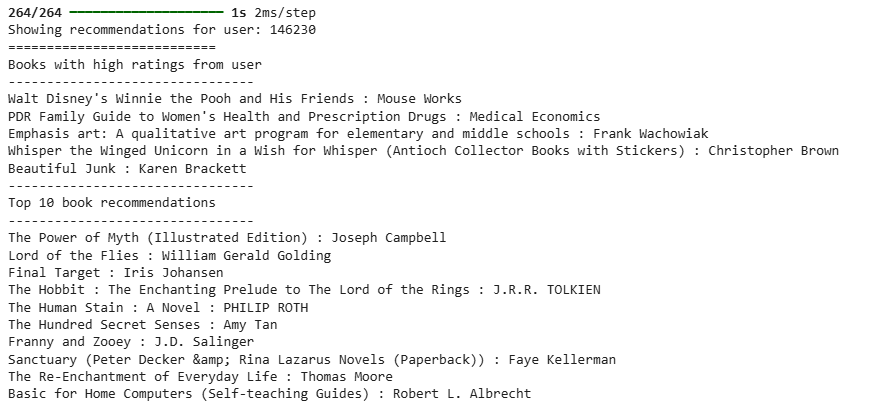 264/264 ━━━━━━━━━━━━━━━━━━━━ 1s 2ms/step
Showing recommendations for user: 146230
===========================
Books with high ratings from user
--------------------------------
Walt Disney's Winnie the Pooh and His Friends : Mouse Works
PDR Family Guide to Women's Health and Prescription Drugs : Medical Economics
Emphasis art: A qualitative art program for elementary and middle schools : Frank Wachowiak
Whisper the Winged Unicorn in a Wish for Whisper (Antioch Collector Books with Stickers) : Christopher Brown
Beautiful Junk : Karen Brackett
--------------------------------
Top 10 book recommendations
--------------------------------
The Power of Myth (Illustrated Edition) : Joseph Campbell
Lord of the Flies : William Gerald Golding
Final Target : Iris Johansen
The Hobbit : The Enchanting Prelude to The Lord of the Rings : J.R.R. TOLKIEN
The Human Stain : A Novel : PHILIP ROTH
The Hundred Secret Senses : Amy Tan
Franny and Zooey : J.D. Salinger
Sanctuary (Peter Decker &amp; Rina Lazarus Novels (Paperback)) : Faye Kellerman
The Re-Enchantment of Everyday Life : Thomas Moore
Basic for Home Computers (Self-teaching Guides) : Robert L. Albrecht